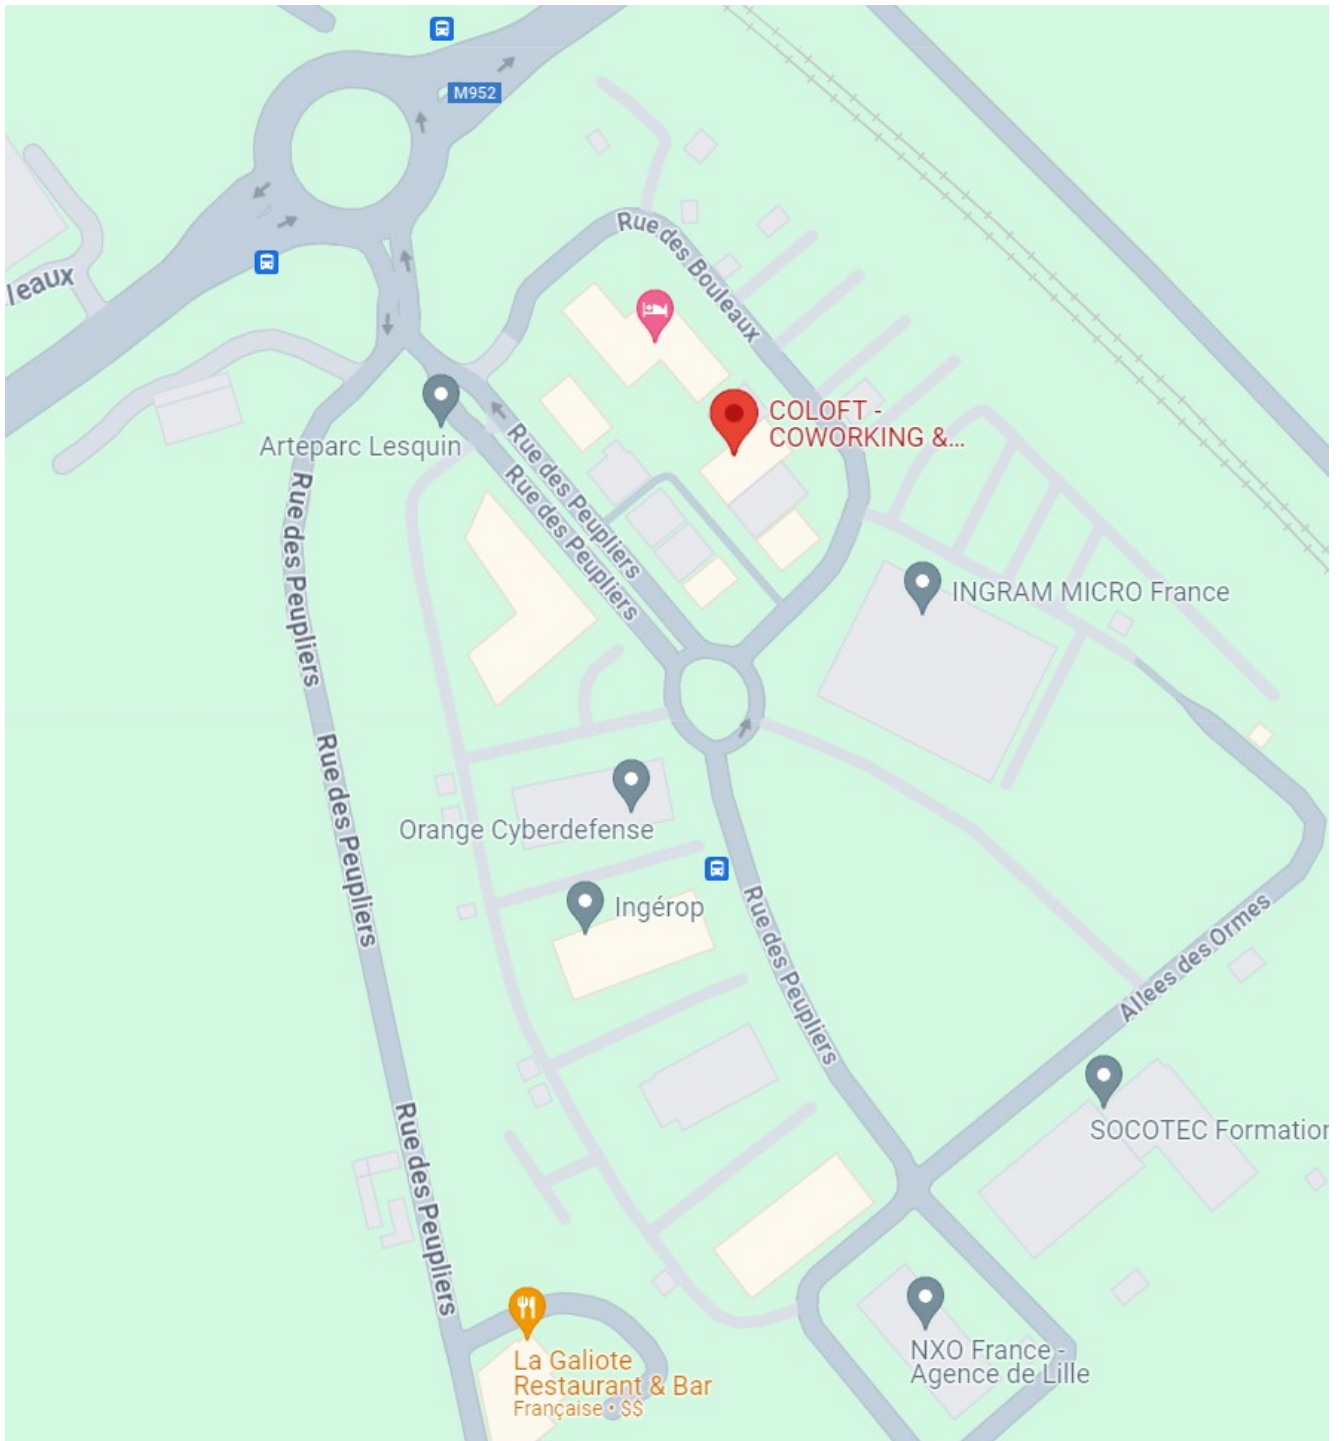 M952
Rue des Bouleaux
leaux
COLOFT -
COWORKING &...
Arteparc Lesquin
Rue des Peupliers
Rue des Peupliers
Rue des Peupliers
INGRAM MICRO France
Rue des Peupliers
Orange Cyberdefense
Ingérop
Rue des Peupliers
Allees des Ormes
SOCOTEC Formation
Rue des Peupliers
La Galiote
Restaurant & Bar
Française • $$
NXO France -
Agence de Lille